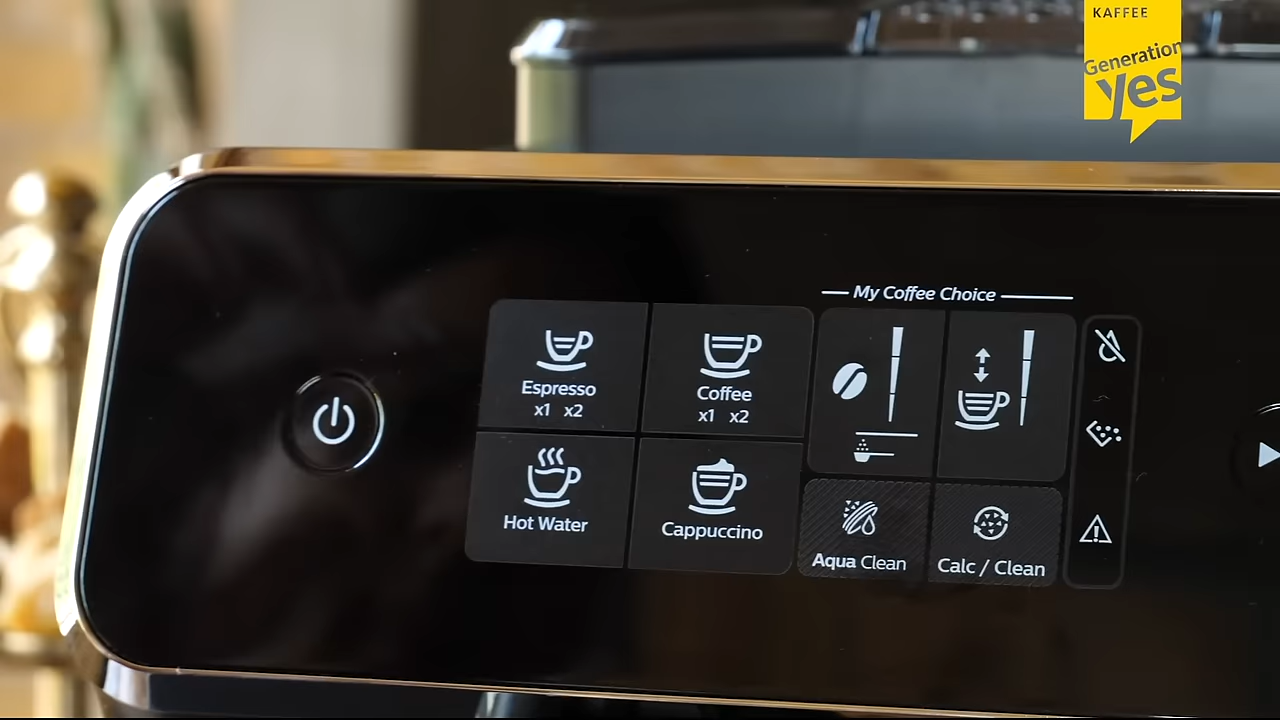 KAFFEE
Generation
yes
My Coffee Choice
Espresso
x1 x2
Coffee
x1 x2
Hot Water
Cappuccino
Aqua Clean
Calc / Clean